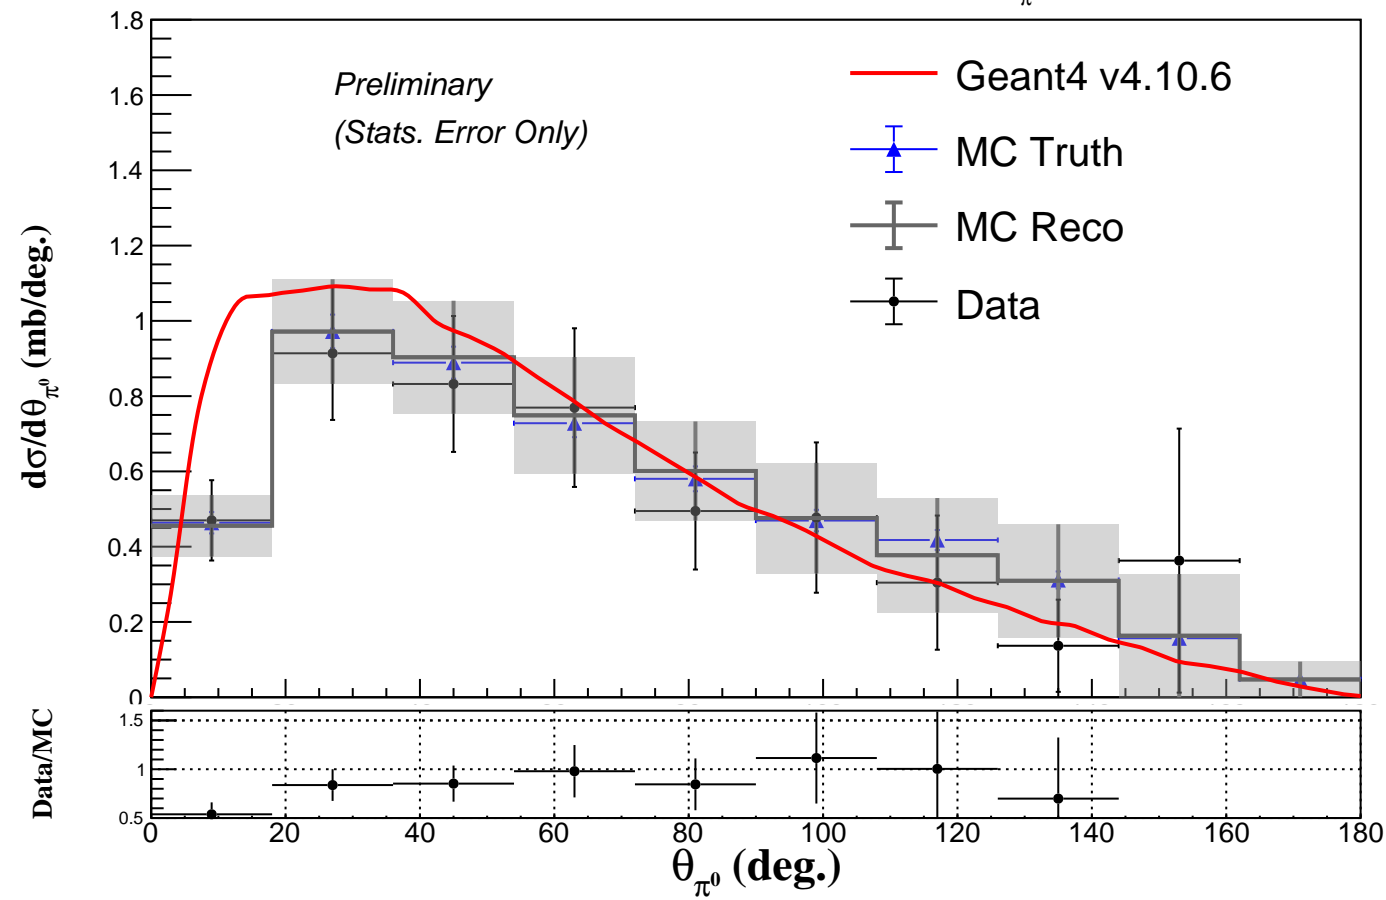 π
1.8
1.6
1.4
1.2
1
0.8
0.6
0.4
0.2
0
dσ/dθπ⁰ (mb/deg.)
Preliminary
(Stats. Error Only)
Geant4 v4.10.6
MC Truth
MC Reco
Data
1.5
1
0.5
Data/MC
0 20 40 60 80 100 120 140 160 180
θπ⁰ (deg.)